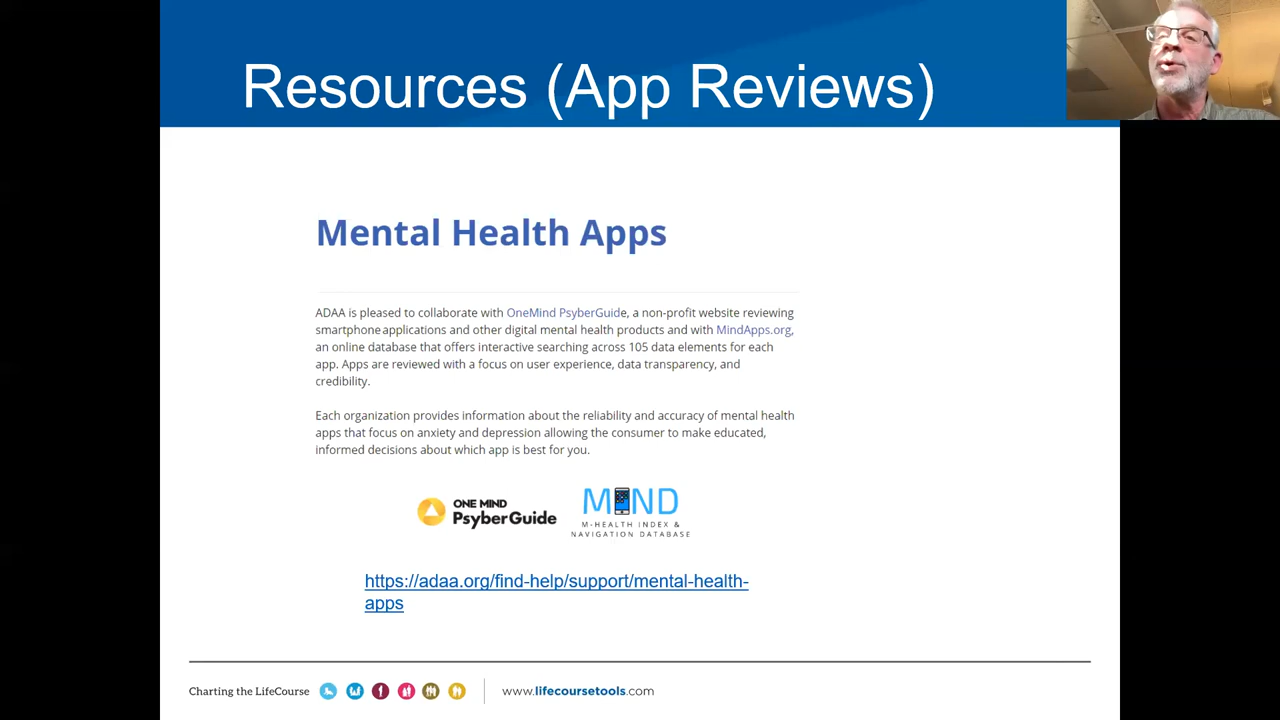 Resources (App Reviews)
Mental Health Apps
ADAA is pleased to collaborate with OneMind PsyberGuide, a non-profit website reviewing
smartphone applications and other digital mental health products and with MindApps.org,
an online database that offers interactive searching across 105 data elements for each
app. Apps are reviewed with a focus on user experience, data transparency, and
credibility.
Each organization provides information about the reliability and accuracy of mental health
apps that focus on anxiety and depression allowing the consumer to make educated,
informed decisions about which app is best for you.
ONE MIND
PsyberGuide
MIND
M-HEALTH INDEX &
NAVIGATION DATABASE
https://adaa.org/find-help/support/mental-health-
apps
Charting the LifeCourse
www.lifecoursetools.com